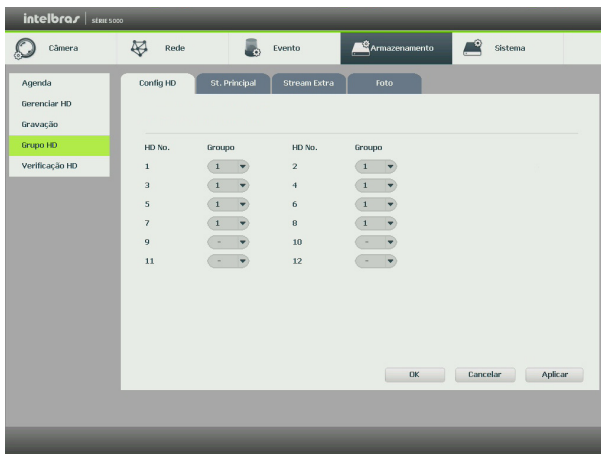 intelbras SÉRIE 5000
Câmera Rede Evento Armazenamento Sistema
Agenda
Gerenciar HD
Gravação
Grupo HD
Verificação HD
Config HD St. Principal Stream Extra Foto
HD No. Groupo HD No. Groupo
1 1 2 1
3 1 4 1
5 1 6 1
7 1 8 1
9 - 10 -
11 - 12 -
OK Cancelar Aplicar